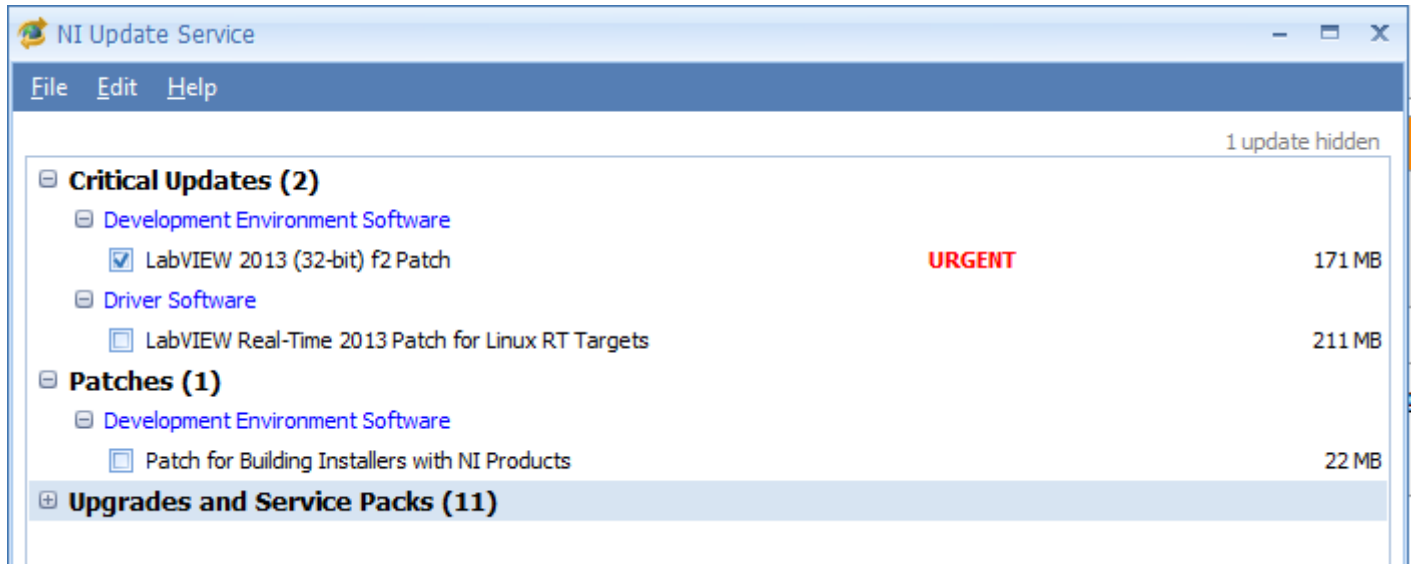 NI Update Service
File Edit Help
1 update hidden
Critical Updates (2)
Development Environment Software
LabVIEW 2013 (32-bit) f2 Patch URGENT 171 MB
Driver Software
LabVIEW Real-Time 2013 Patch for Linux RT Targets 211 MB
Patches (1)
Development Environment Software
Patch for Building Installers with NI Products 22 MB
Upgrades and Service Packs (11)